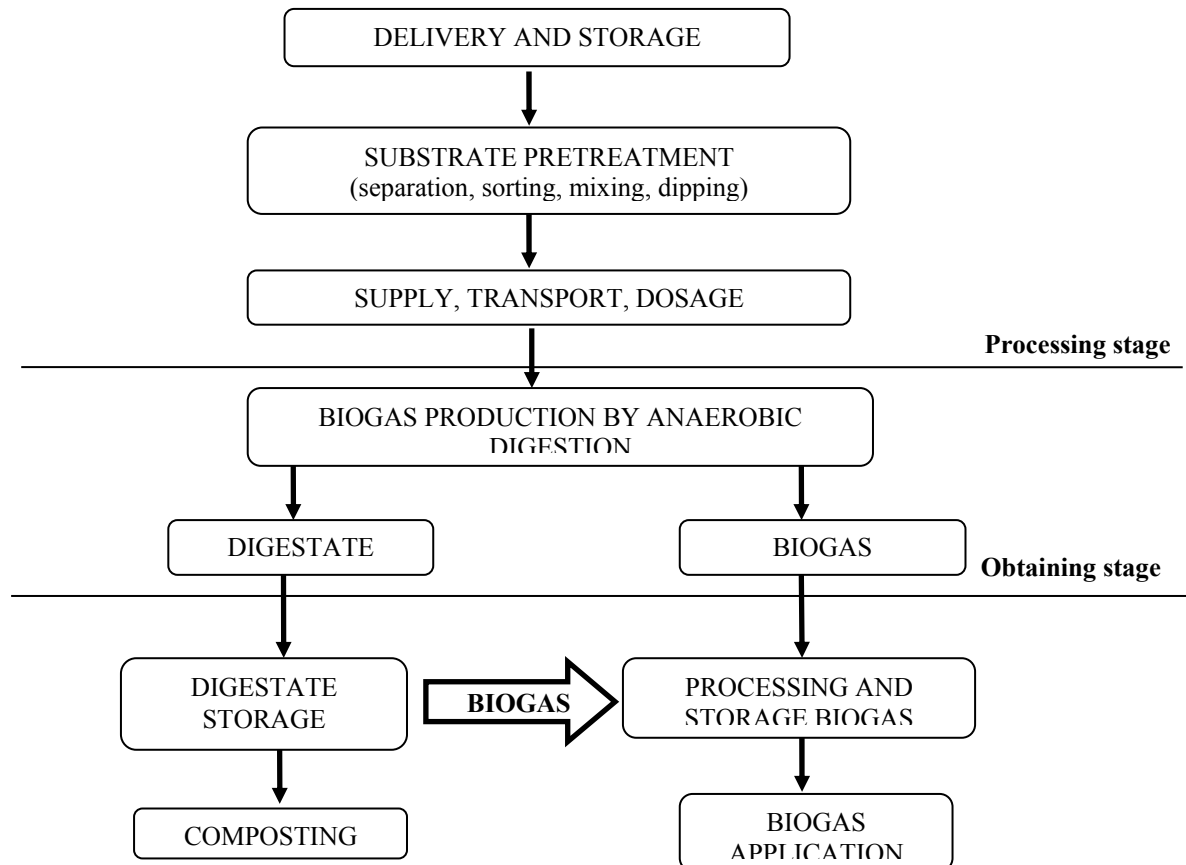 DELIVERY AND STORAGE
SUBSTRATE PRETREATMENT
(separation, sorting, mixing, dipping)
SUPPLY, TRANSPORT, DOSAGE
Processing stage
BIOGAS PRODUCTION BY ANAEROBIC
DIGESTION
DIGESTATE
BIOGAS
Obtaining stage
DIGESTATE
STORAGE
BIOGAS
PROCESSING AND
STORAGE BIOGAS
COMPOSTING
BIOGAS
APPLICATION